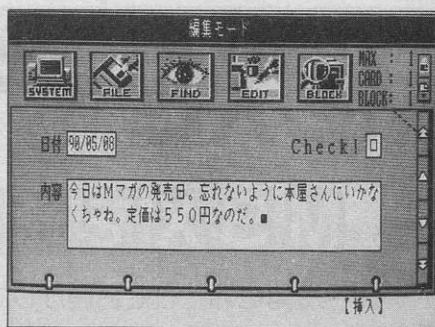 編集モード
SYSTEM
FILE
FIND
EDIT
BLOCK
MAX : 1
CARD : 1
BLOCK: 1
日付 90/05/08
Check!
内容 今日はMマガの発売日。忘れないように本屋さんにいかな
くちゃね。定価は550円なのだ。
【挿入】